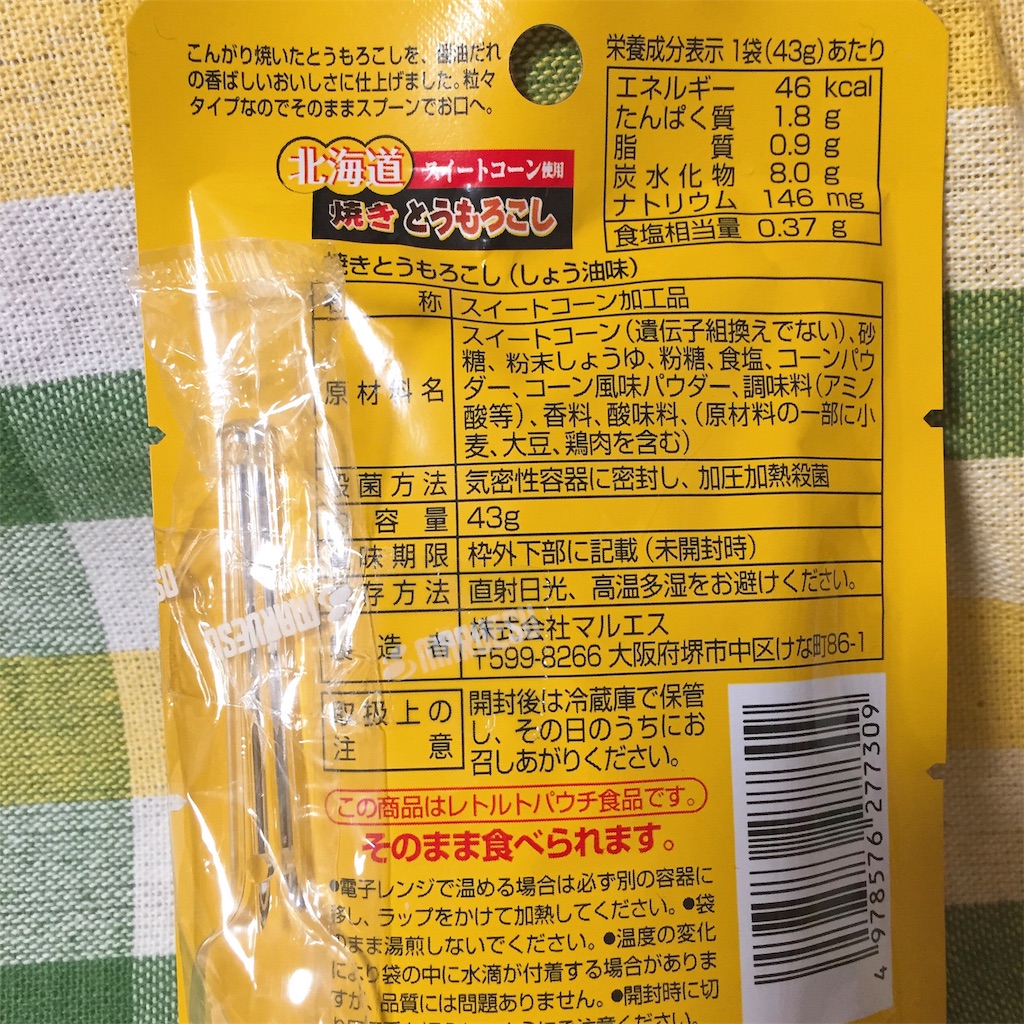 こんがり焼いたとうもろこしを、醤油だれ
の香ばしいおいしさに仕上げました。粒々
タイプなのでそのままスプーンでお口へ。
北海道 スイートコーン使用
焼きとうもろこし
栄養成分表示 1袋(43g)あたり
エネルギー 46 kcal
たんぱく質 1.8 g
脂質 0.9 g
炭水化物 8.0 g
ナトリウム 146 mg
食塩相当量 0.37 g
焼きとうもろこし(しょう油味)
名称 スイートコーン加工品
原材料名 スイートコーン(遺伝子組換えでない)、砂
糖、粉末しょうゆ、粉糖、食塩、コーンパウ
ダー、コーン風味パウダー、調味料(アミノ
酸等)、香料、酸味料、(原材料の一部に小
麦、大豆、鶏肉を含む)
殺菌方法 気密性容器に密封し、加圧加熱殺菌
内容量 43g
賞味期限 枠外下部に記載(未開封時)
保存方法 直射日光、高温多湿をお避けください。
製造者 株式会社マルエス
〒599-8266 大阪府堺市中区けな町86-1
MARUESU
MARUESU
取扱上の
注意
開封後は冷蔵庫で保管
し、その日のうちにお
召しあがりください。
この商品はレトルトパウチ食品です。
そのまま食べられます。
●電子レンジで温める場合は必ず別の容器に
移し、ラップをかけて加熱してください。●袋
のまま湯煎しないでください。●温度の変化
により袋の中に水滴が付着する場合がありま
すが、品質には問題ありません。●開封時に切
4 978576 277309